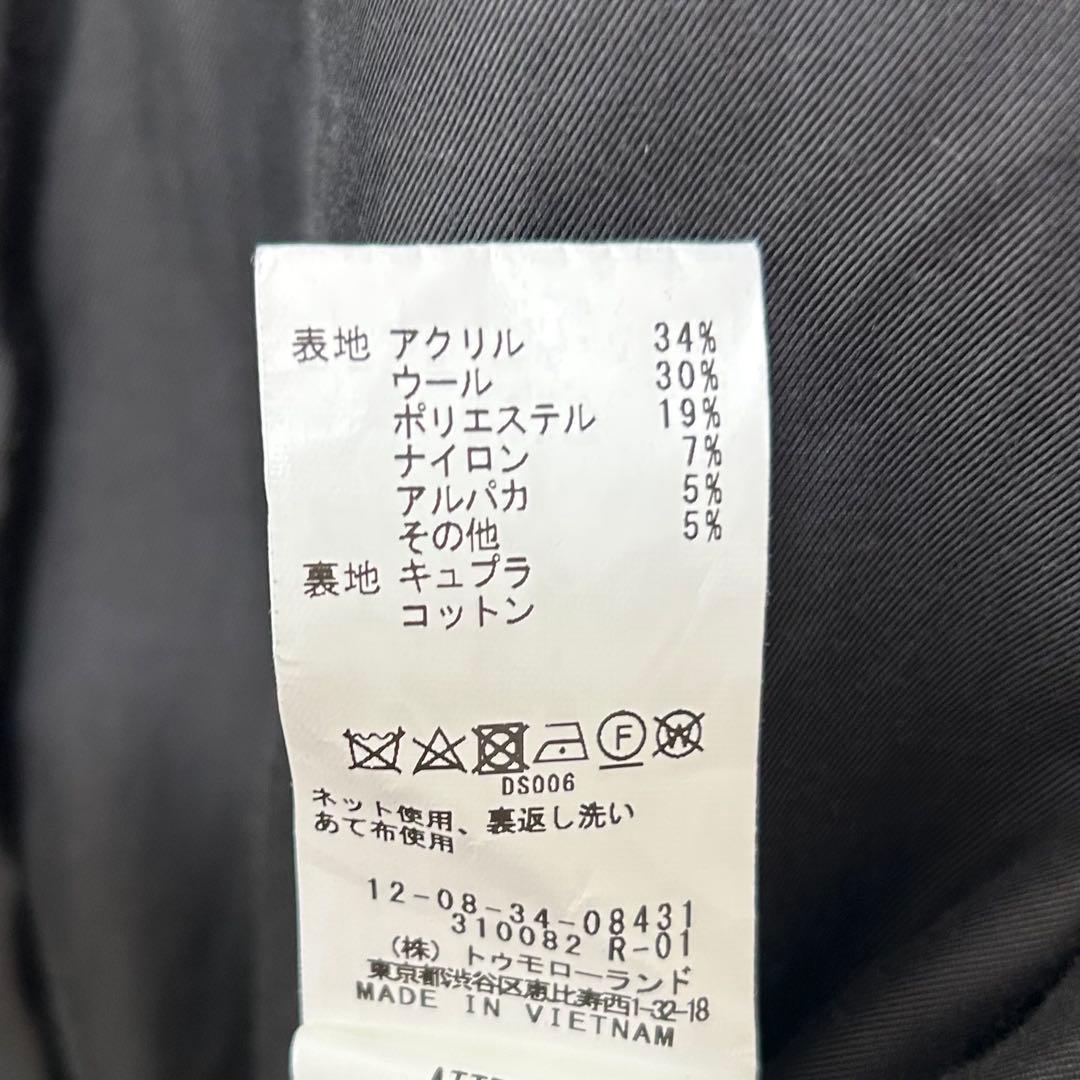 表地 アクリル 34%
ウール 30%
ポリエステル 19%
ナイロン 7%
アルパカ 5%
その他 5%
裏地 キュプラ
コットン
F W
DS006
ネット使用、裏返し洗い
あて布使用
12-08-34-08431
310082 R-01
(株) トゥモローランド
東京都渋谷区恵比寿西1-32-18
MADE IN VIETNAM